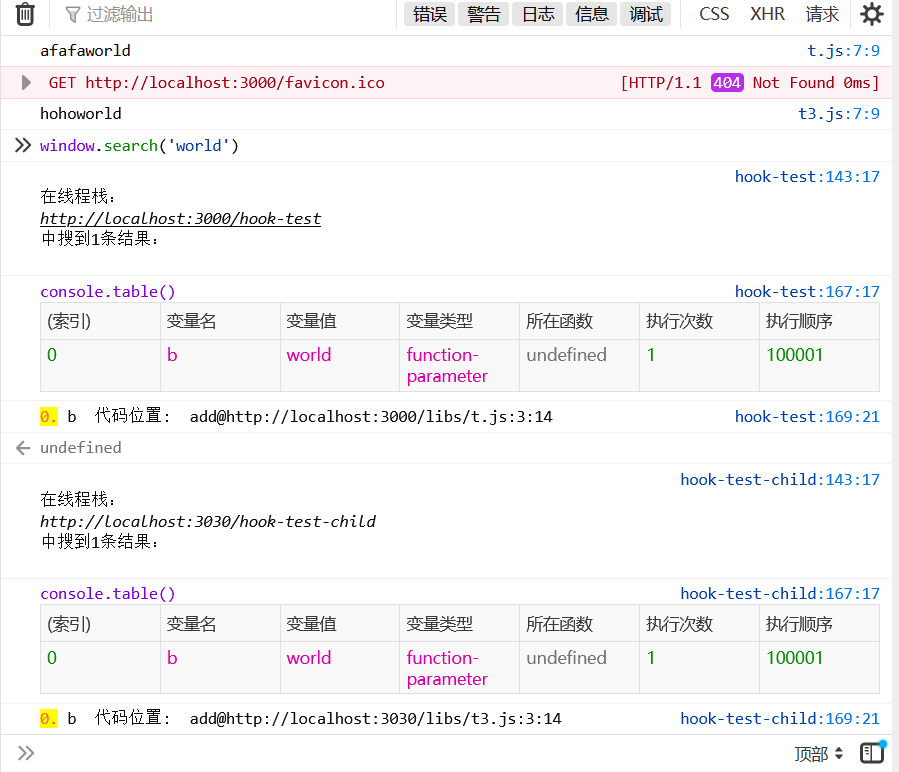 过滤输出 错误 警告 日志 信息 调试 CSS XHR 请求
afafaworld t.js:7:9
GET http://localhost:3000/favicon.ico [HTTP/1.1 404 Not Found 0ms]
hohoworld t3.js:7:9
window.search('world')
hook-test:143:17
在线程栈:
http://localhost:3000/hook-test
中搜到1条结果:
console.table() hook-test:167:17
(索引) 变量名 变量值 变量类型 所在函数 执行次数 执行顺序
0 b world function- undefined 1 100001
parameter
0. b 代码位置: add@http://localhost:3000/libs/t.js:3:14 hook-test:169:21
undefined
hook-test-child:143:17
在线程栈:
http://localhost:3030/hook-test-child
中搜到1条结果:
console.table() hook-test-child:167:17
(索引) 变量名 变量值 变量类型 所在函数 执行次数 执行顺序
0 b world function- undefined 1 100001
parameter
0. b 代码位置: add@http://localhost:3030/libs/t3.js:3:14 hook-test-child:169:21
顶部